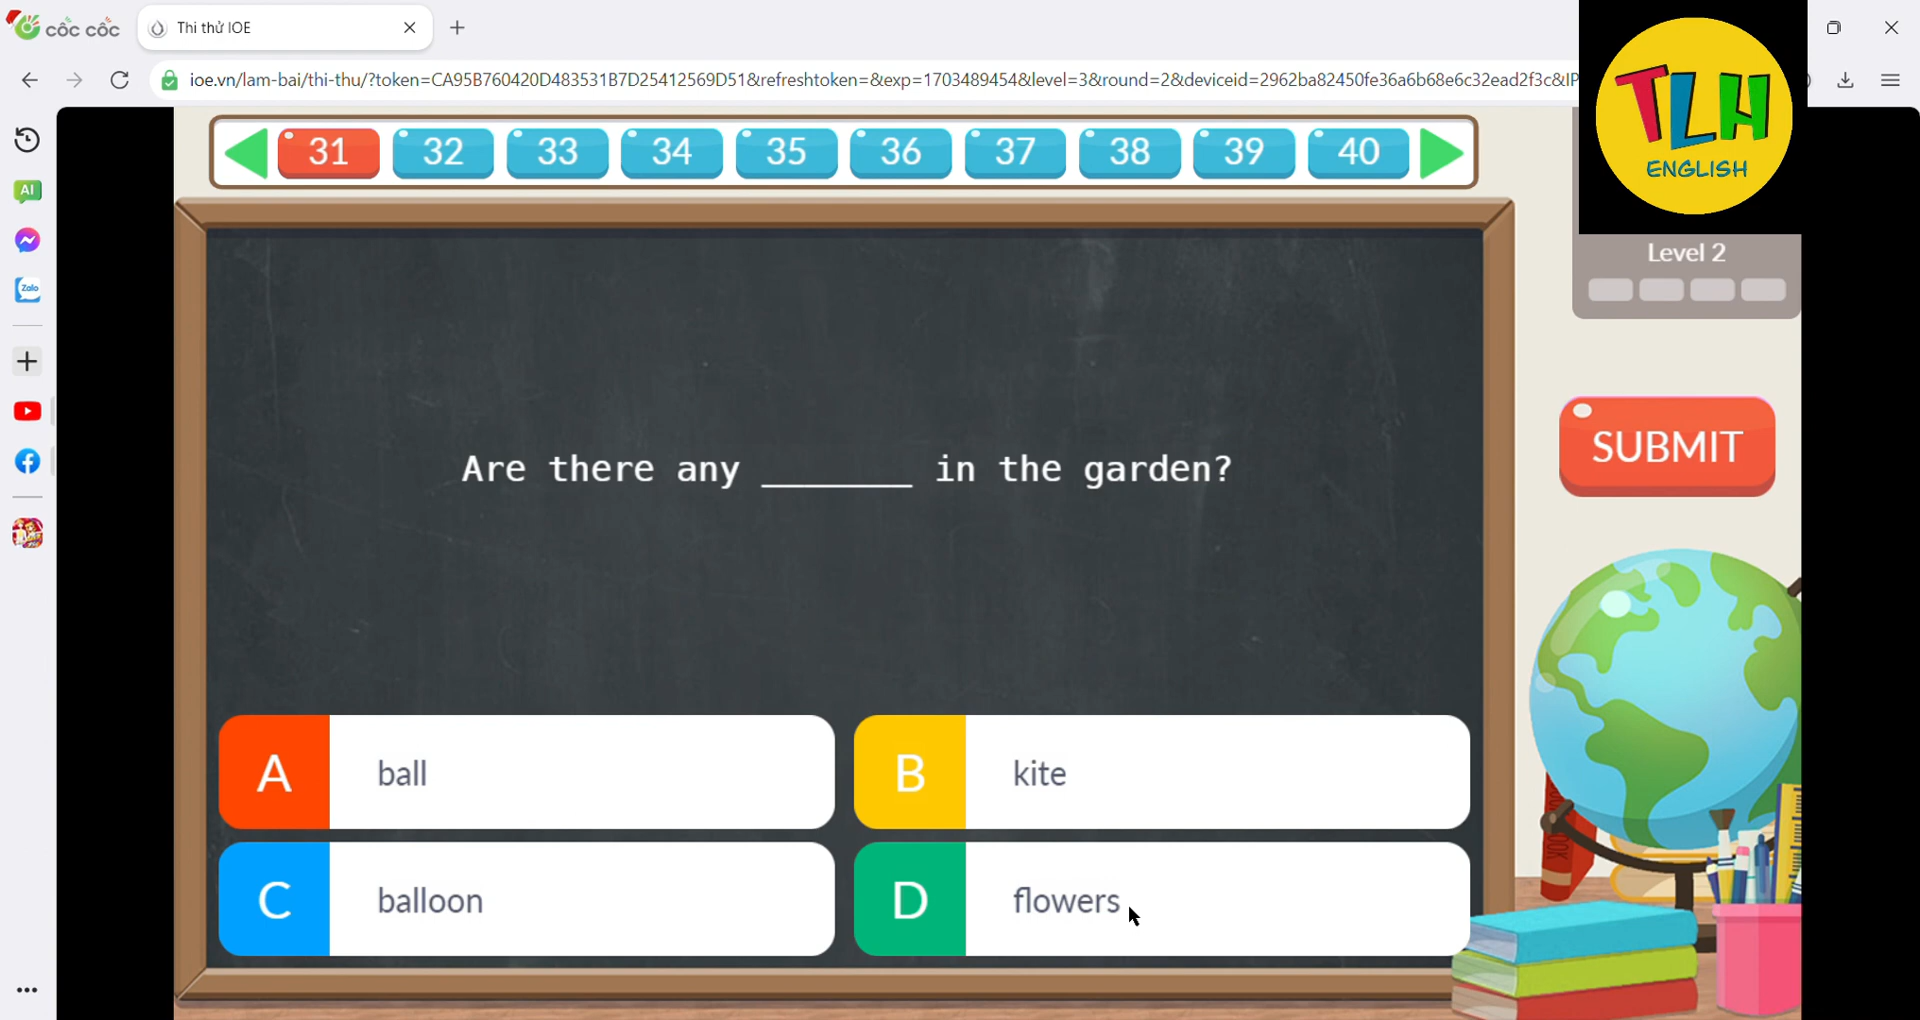 cốc cốc
Thi thử IOE
ioe.vn/lam-bai/thi-thu/?token=CA95B760420D483531B7D25412569D51&refreshtoken=&exp=1703489454&level=3&round=2&deviceid=2962ba82450fe36a6b68e6c32ead2f3c&IP
TLH
ENGLISH
AI
Zalo
31 32 33 34 35 36 37 38 39 40
Level 2
Are there any _______ in the garden?
SUBMIT
A ball
B kite
C balloon
D flowers
BOOK